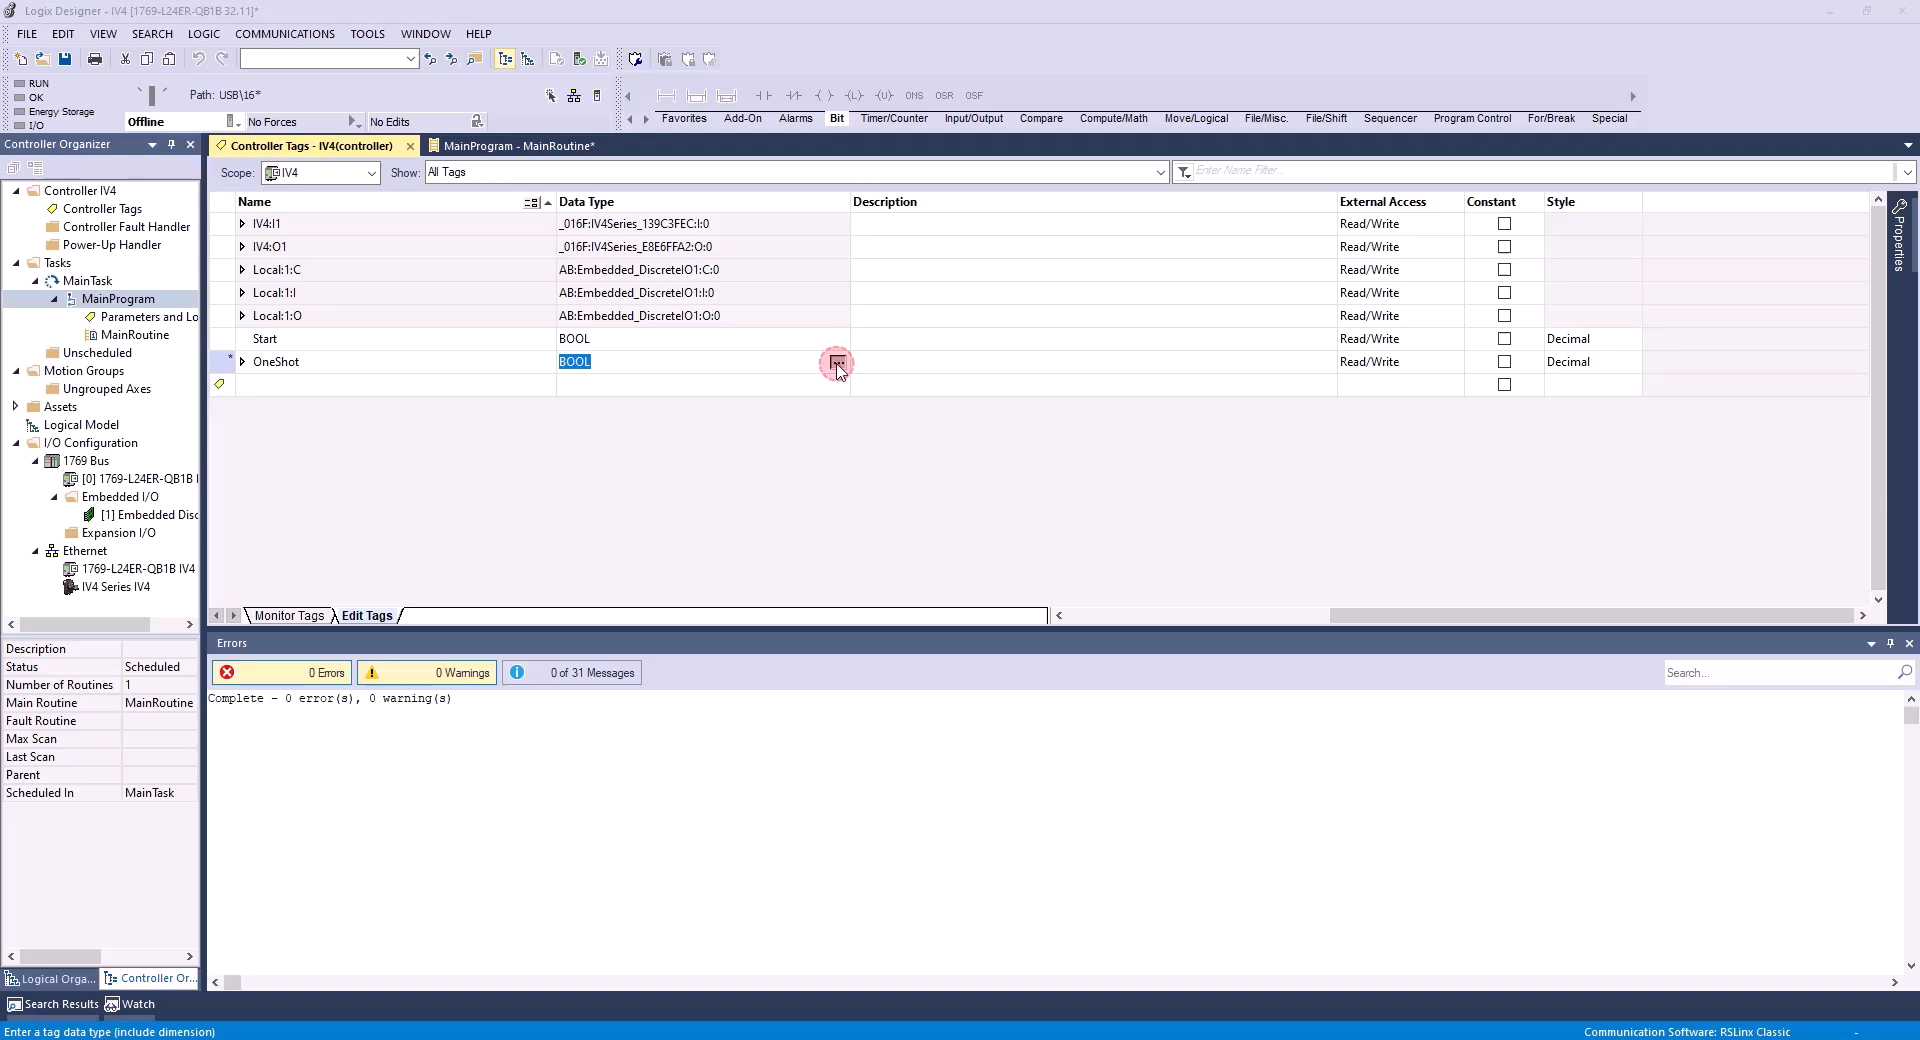 Logix Designer - IV4 [1769-L24ER-QB1B 32.11]*
FILE EDIT VIEW SEARCH LOGIC COMMUNICATIONS TOOLS WINDOW HELP
RUN
OK
Energy Storage
I/O
Path: USB\16*
Offline
No Forces
No Edits
ONS OSR OSF
Favorites Add-On Alarms Bit Timer/Counter Input/Output Compare Compute/Math Move/Logical File/Misc. File/Shift Sequencer Program Control For/Break Special
Controller Organizer
Controller IV4
Controller Tags
Controller Fault Handler
Power-Up Handler
Tasks
MainTask
MainProgram
Parameters and Lo
MainRoutine
Unscheduled
Motion Groups
Ungrouped Axes
Assets
Logical Model
I/O Configuration
1769 Bus
[0] 1769-L24ER-QB1B I
Embedded I/O
[1] Embedded Disc
Expansion I/O
Ethernet
1769-L24ER-QB1B IV4
IV4 Series IV4
Description
Status Scheduled
Number of Routines 1
Main Routine MainRoutine
Fault Routine
Max Scan
Last Scan
Parent
Scheduled In MainTask
Logical Orga... Controller Or...
Controller Tags - IV4(controller)
MainProgram - MainRoutine*
Scope: IV4 Show: All Tags Enter Name Filter...
Name Data Type Description External Access Constant Style
IV4:I1 _016F:IV4Series_139C3FEC:I:0 Read/Write
IV4:O1 _016F:IV4Series_E8E6FFA2:O:0 Read/Write
Local:1:C AB:Embedded_DiscreteIO1:C:0 Read/Write
Local:1:I AB:Embedded_DiscreteIO1:I:0 Read/Write
Local:1:O AB:Embedded_DiscreteIO1:O:0 Read/Write
Start BOOL Read/Write Decimal
* OneShot BOOL ... Read/Write Decimal
Properties
Monitor Tags Edit Tags
Errors
0 Errors 0 Warnings 0 of 31 Messages
Search...
Complete - 0 error(s), 0 warning(s)
Search Results Watch
Enter a tag data type (include dimension)
Communication Software: RSLinx Classic